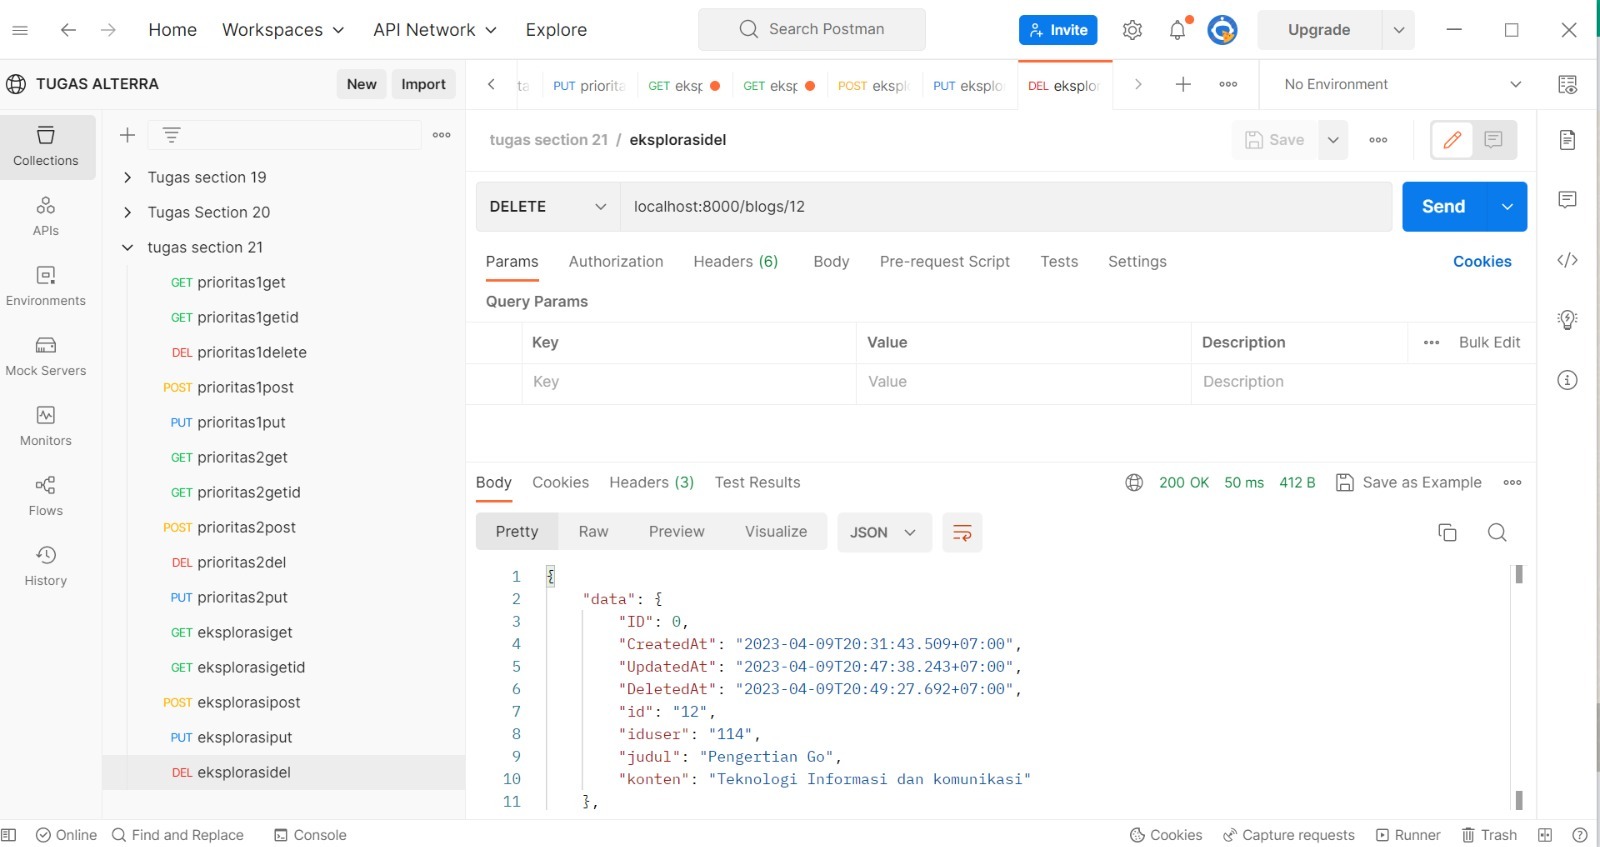 Home Workspaces API Network Explore Search Postman Invite Upgrade
TUGAS ALTERRA New Import
ta PUT priorita GET eksp GET eksp POST ekspl PUT eksplo DEL eksplor No Environment
tugas section 21 / eksplorasidel Save
DELETE localhost:8000/blogs/12 Send
Params Authorization Headers (6) Body Pre-request Script Tests Settings Cookies
Query Params
Key Value Description Bulk Edit
Key Value Description
Collections
APIs
Environments
Mock Servers
Monitors
Flows
History
Tugas section 19
Tugas Section 20
tugas section 21
GET prioritas1get
GET prioritas1getid
DEL prioritas1delete
POST prioritas1post
PUT prioritas1put
GET prioritas2get
GET prioritas2getid
POST prioritas2post
DEL prioritas2del
PUT prioritas2put
GET eksplorasiget
GET eksplorasigetid
POST eksplorasipost
PUT eksplorasiput
DEL eksplorasidel
Body Cookies Headers (3) Test Results 200 OK 50 ms 412 B Save as Example
Pretty Raw Preview Visualize JSON
1 {
2 "data": {
3 "ID": 0,
4 "CreatedAt": "2023-04-09T20:31:43.509+07:00",
5 "UpdatedAt": "2023-04-09T20:47:38.243+07:00",
6 "DeletedAt": "2023-04-09T20:49:27.692+07:00",
7 "id": "12",
8 "iduser": "114",
9 "judul": "Pengertian Go",
10 "konten": "Teknologi Informasi dan komunikasi"
11 },
Online Find and Replace Console Cookies Capture requests Runner Trash